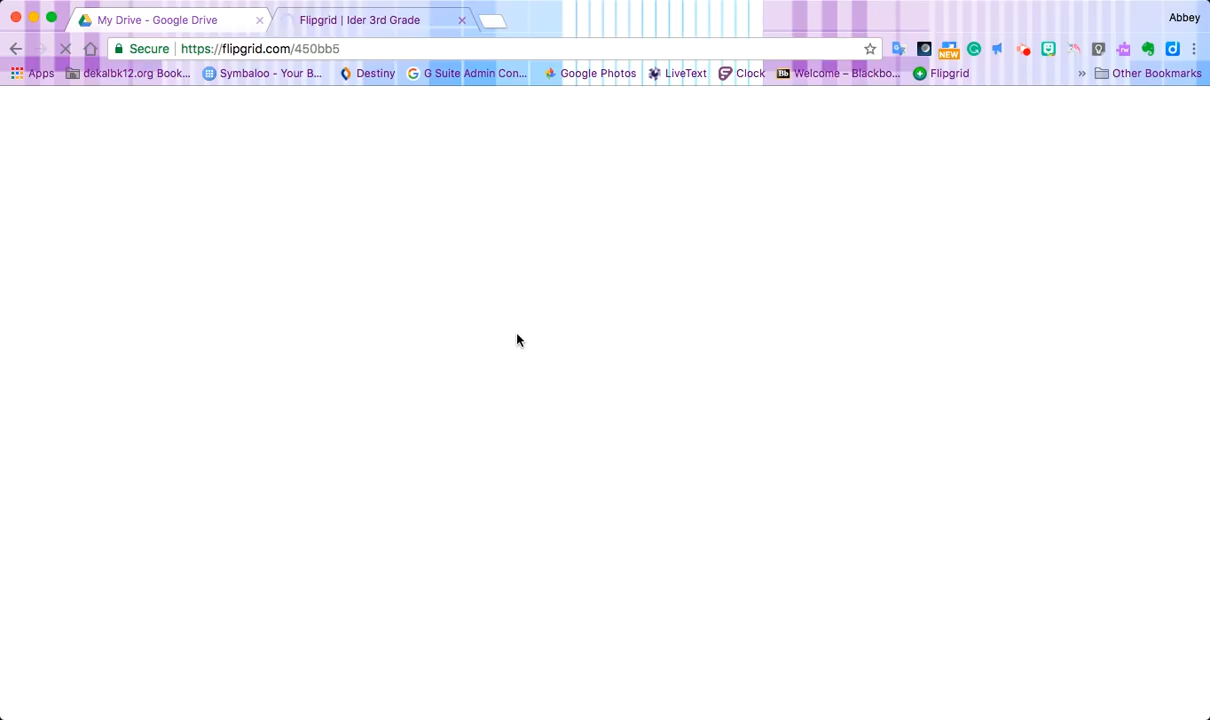 My Drive - Google Drive
Flipgrid | Ider 3rd Grade
Abbey
Secure
https://flipgrid.com/450bb5
NEW
Apps
dekalbk12.org Book...
Symbaloo - Your B...
Destiny
G Suite Admin Con...
Google Photos
LiveText
Clock
Bb
Welcome – Blackbo...
Flipgrid
»
Other Bookmarks